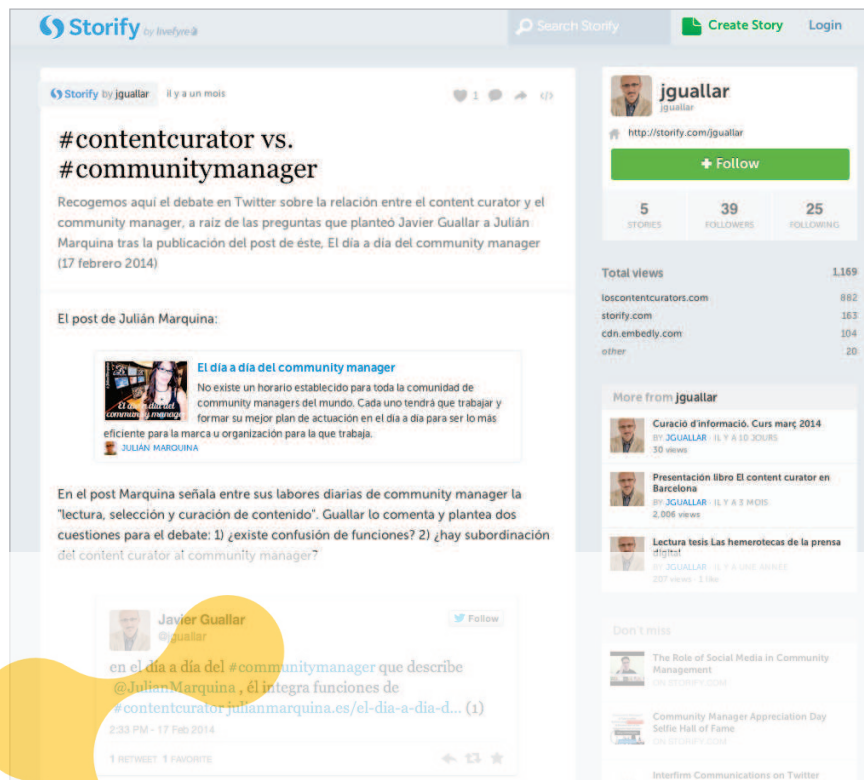 Storify by livefyre
Search Storify
Create Story
Login
Storify by jguallar il y a un mois
1
#contentcurator vs.
#communitymanager
Recogemos aquí el debate en Twitter sobre la relación entre el content curator y el
community manager, a raíz de las preguntas que planteó Javier Guallar a Julián
Marquina tras la publicación del post de éste, El día a día del community manager
(17 febrero 2014)
El post de Julián Marquina:
El día a día del community manager
No existe un horario establecido para toda la comunidad de
community managers del mundo. Cada uno tendrá que trabajar y
formar su mejor plan de actuación en el día a día para ser lo más
eficiente para la marca u organización para la que trabaja.
JULIÁN MARQUINA
En el post Marquina señala entre sus labores diarias de community manager la
"lectura, selección y curación de contenido". Guallar lo comenta y plantea dos
cuestiones para el debate: 1) ¿existe confusión de funciones? 2) ¿hay subordinación
del content curator al community manager?
Javier Guallar
@jguallar
Follow
en el día a día del #communitymanager que describe
@JulianMarquina , él integra funciones de
#contentcurator julianmarquina.es/el-dia-a-dia-d... (1)
2:33 PM - 17 Feb 2014
1 RETWEET 1 FAVORITE
jguallar
jguallar
http://storify.com/jguallar
+ Follow
5 39 25
STORIES FOLLOWERS FOLLOWING
Total views 1,169
loscontentcurators.com 882
storify.com 163
cdn.embedly.com 104
other 20
More from jguallar
Curació d'informació. Curs març 2014
BY JGUALLAR · IL Y A 10 JOURS
30 views
Presentación libro El content curator en
Barcelona
BY JGUALLAR · IL Y A 3 MOIS
2,006 views
Lectura tesis Las hemerotecas de la prensa
digital
BY JGUALLAR · IL Y A UNE ANNÉE
207 views · 1 like
Don't miss
The Role of Social Media in Community
Management
ON STORIFY.COM
Community Manager Appreciation Day
Selfie Hall of Fame
ON STORIFY.COM
Interfirm Communications on Twitter